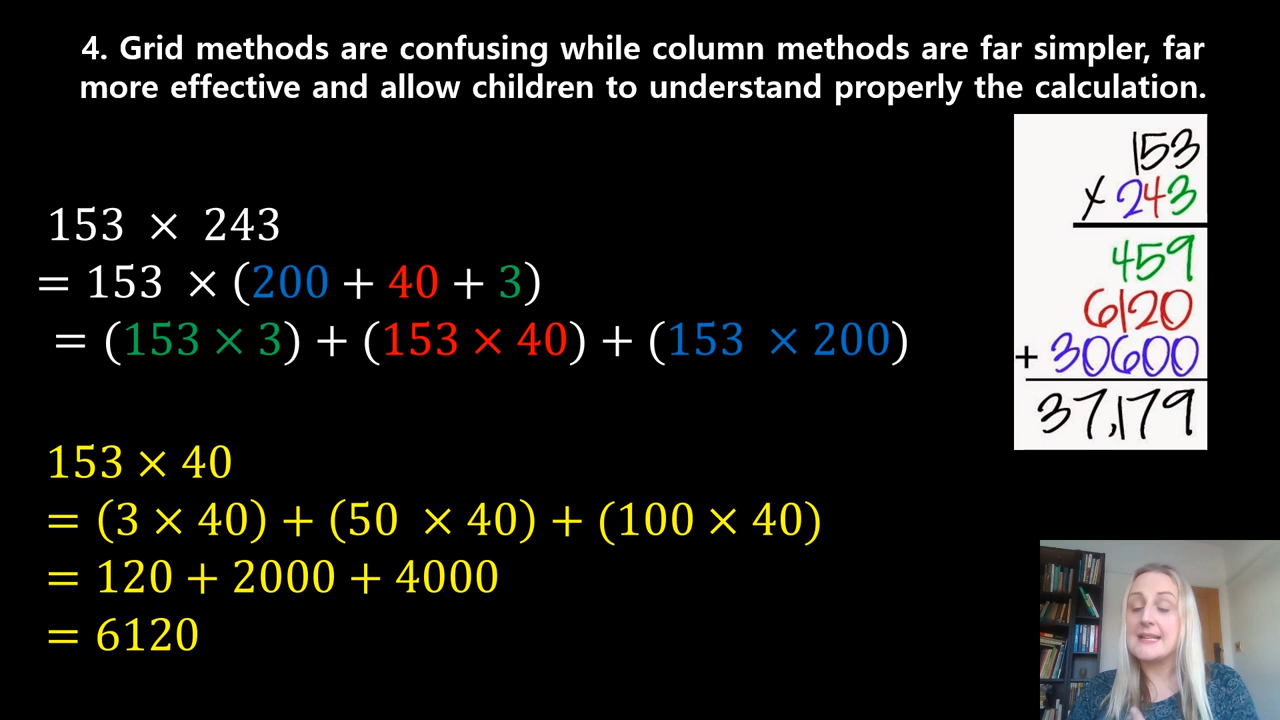 4. Grid methods are confusing while column methods are far simpler, far
more effective and allow children to understand properly the calculation.
153 × 243
= 153 × (200 + 40 + 3)
= (153 × 3) + (153 × 40) + (153 × 200)
153 × 40
= (3 × 40) + (50 × 40) + (100 × 40)
= 120 + 2000 + 4000
= 6120
153
× 243
459
6120
+ 30600
37,179